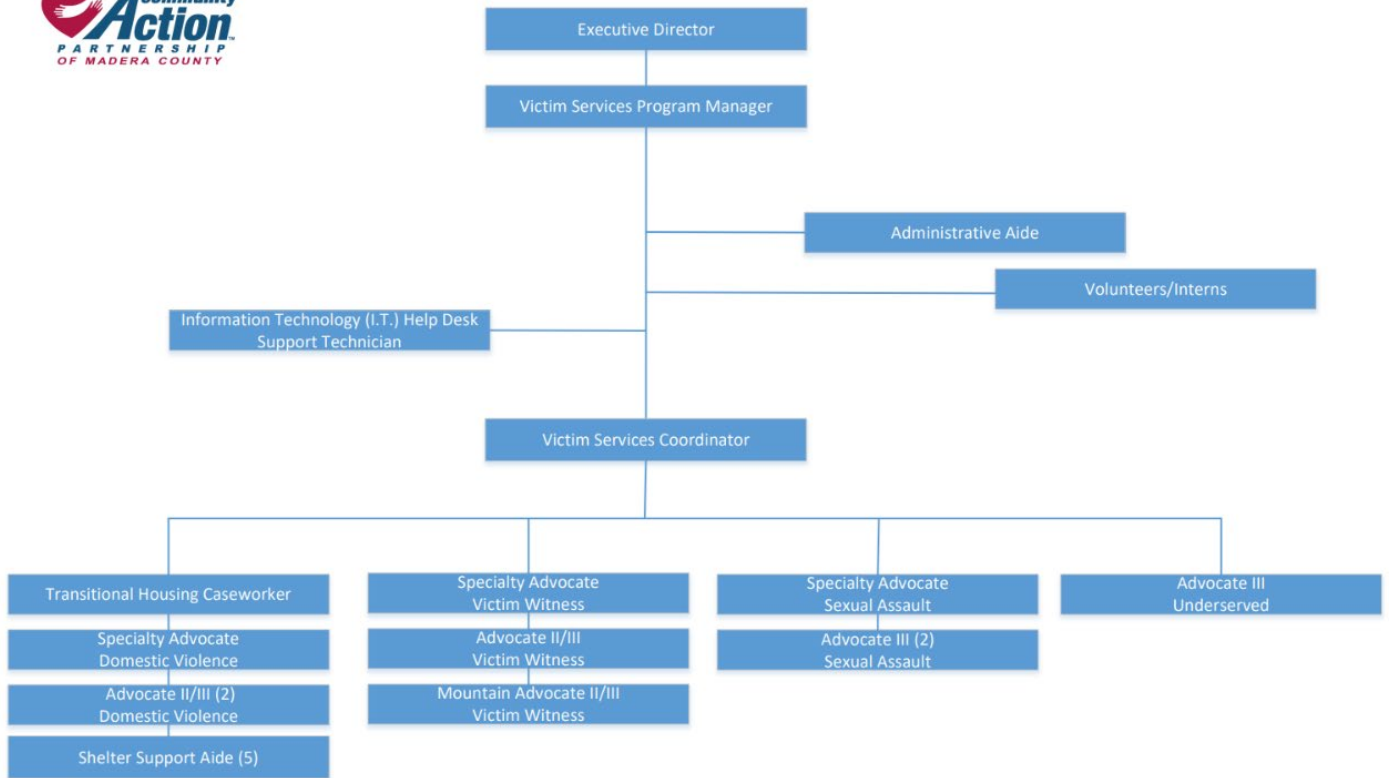 Community
Action
PARTNERSHIP
OF MADERA COUNTY
Executive Director
Victim Services Program Manager
Administrative Aide
Volunteers/Interns
Information Technology (I.T.) Help Desk
Support Technician
Victim Services Coordinator
Transitional Housing Caseworker
Specialty Advocate
Domestic Violence
Advocate II/III (2)
Domestic Violence
Shelter Support Aide (5)
Specialty Advocate
Victim Witness
Advocate II/III
Victim Witness
Mountain Advocate II/III
Victim Witness
Specialty Advocate
Sexual Assault
Advocate III (2)
Sexual Assault
Advocate III
Underserved